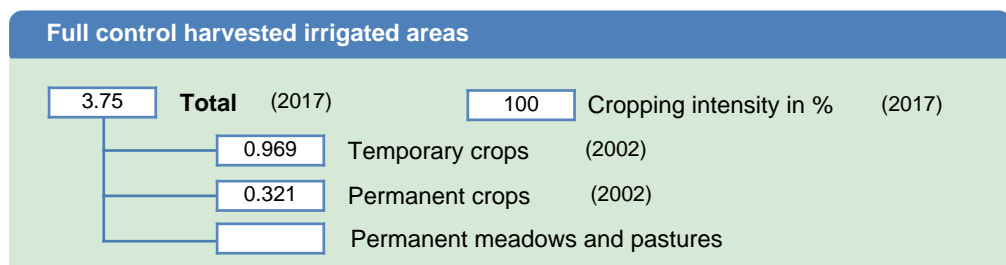 Full control harvested irrigated areas
3.75 Total (2017) 100 Cropping intensity in % (2017)
0.969 Temporary crops (2002)
0.321 Permanent crops (2002)
Permanent meadows and pastures